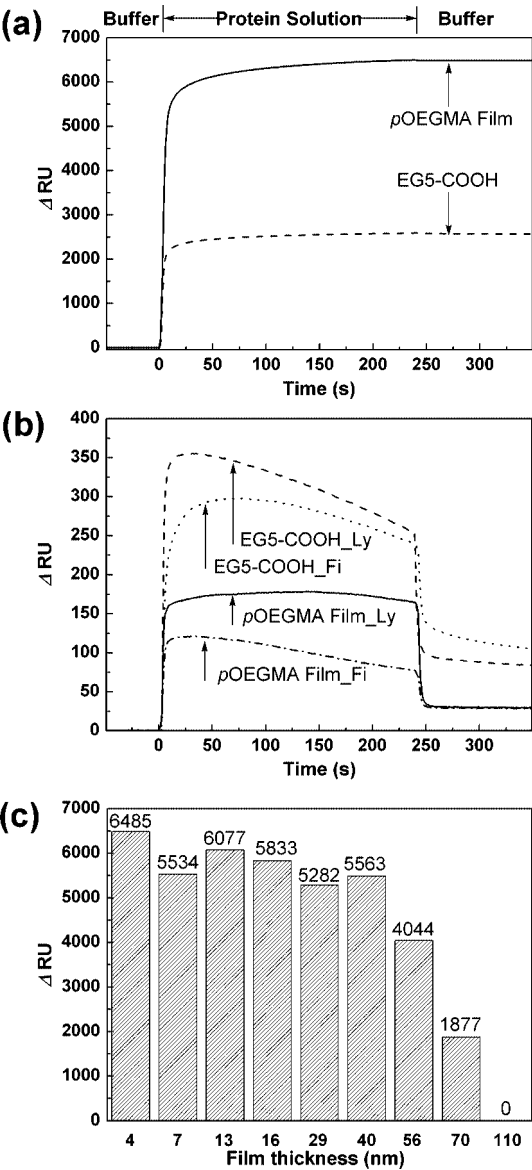 (a)
Buffer Protein Solution Buffer
7000
6000
5000
4000
3000
2000
1000
0
Δ RU
pOEGMA Film
EG5-COOH
0 50 100 150 200 250 300
Time (s)
(b)
400
350
300
250
200
150
100
50
0
Δ RU
EG5-COOH_Ly
EG5-COOH_Fi
pOEGMA Film_Ly
pOEGMA Film_Fi
0 50 100 150 200 250 300
Time (s)
(c)
7000
6000
5000
4000
3000
2000
1000
0
Δ RU
6485 5534 6077 5833 5282 5563 4044 1877 0
4 7 13 16 29 40 56 70 110
Film thickness (nm)